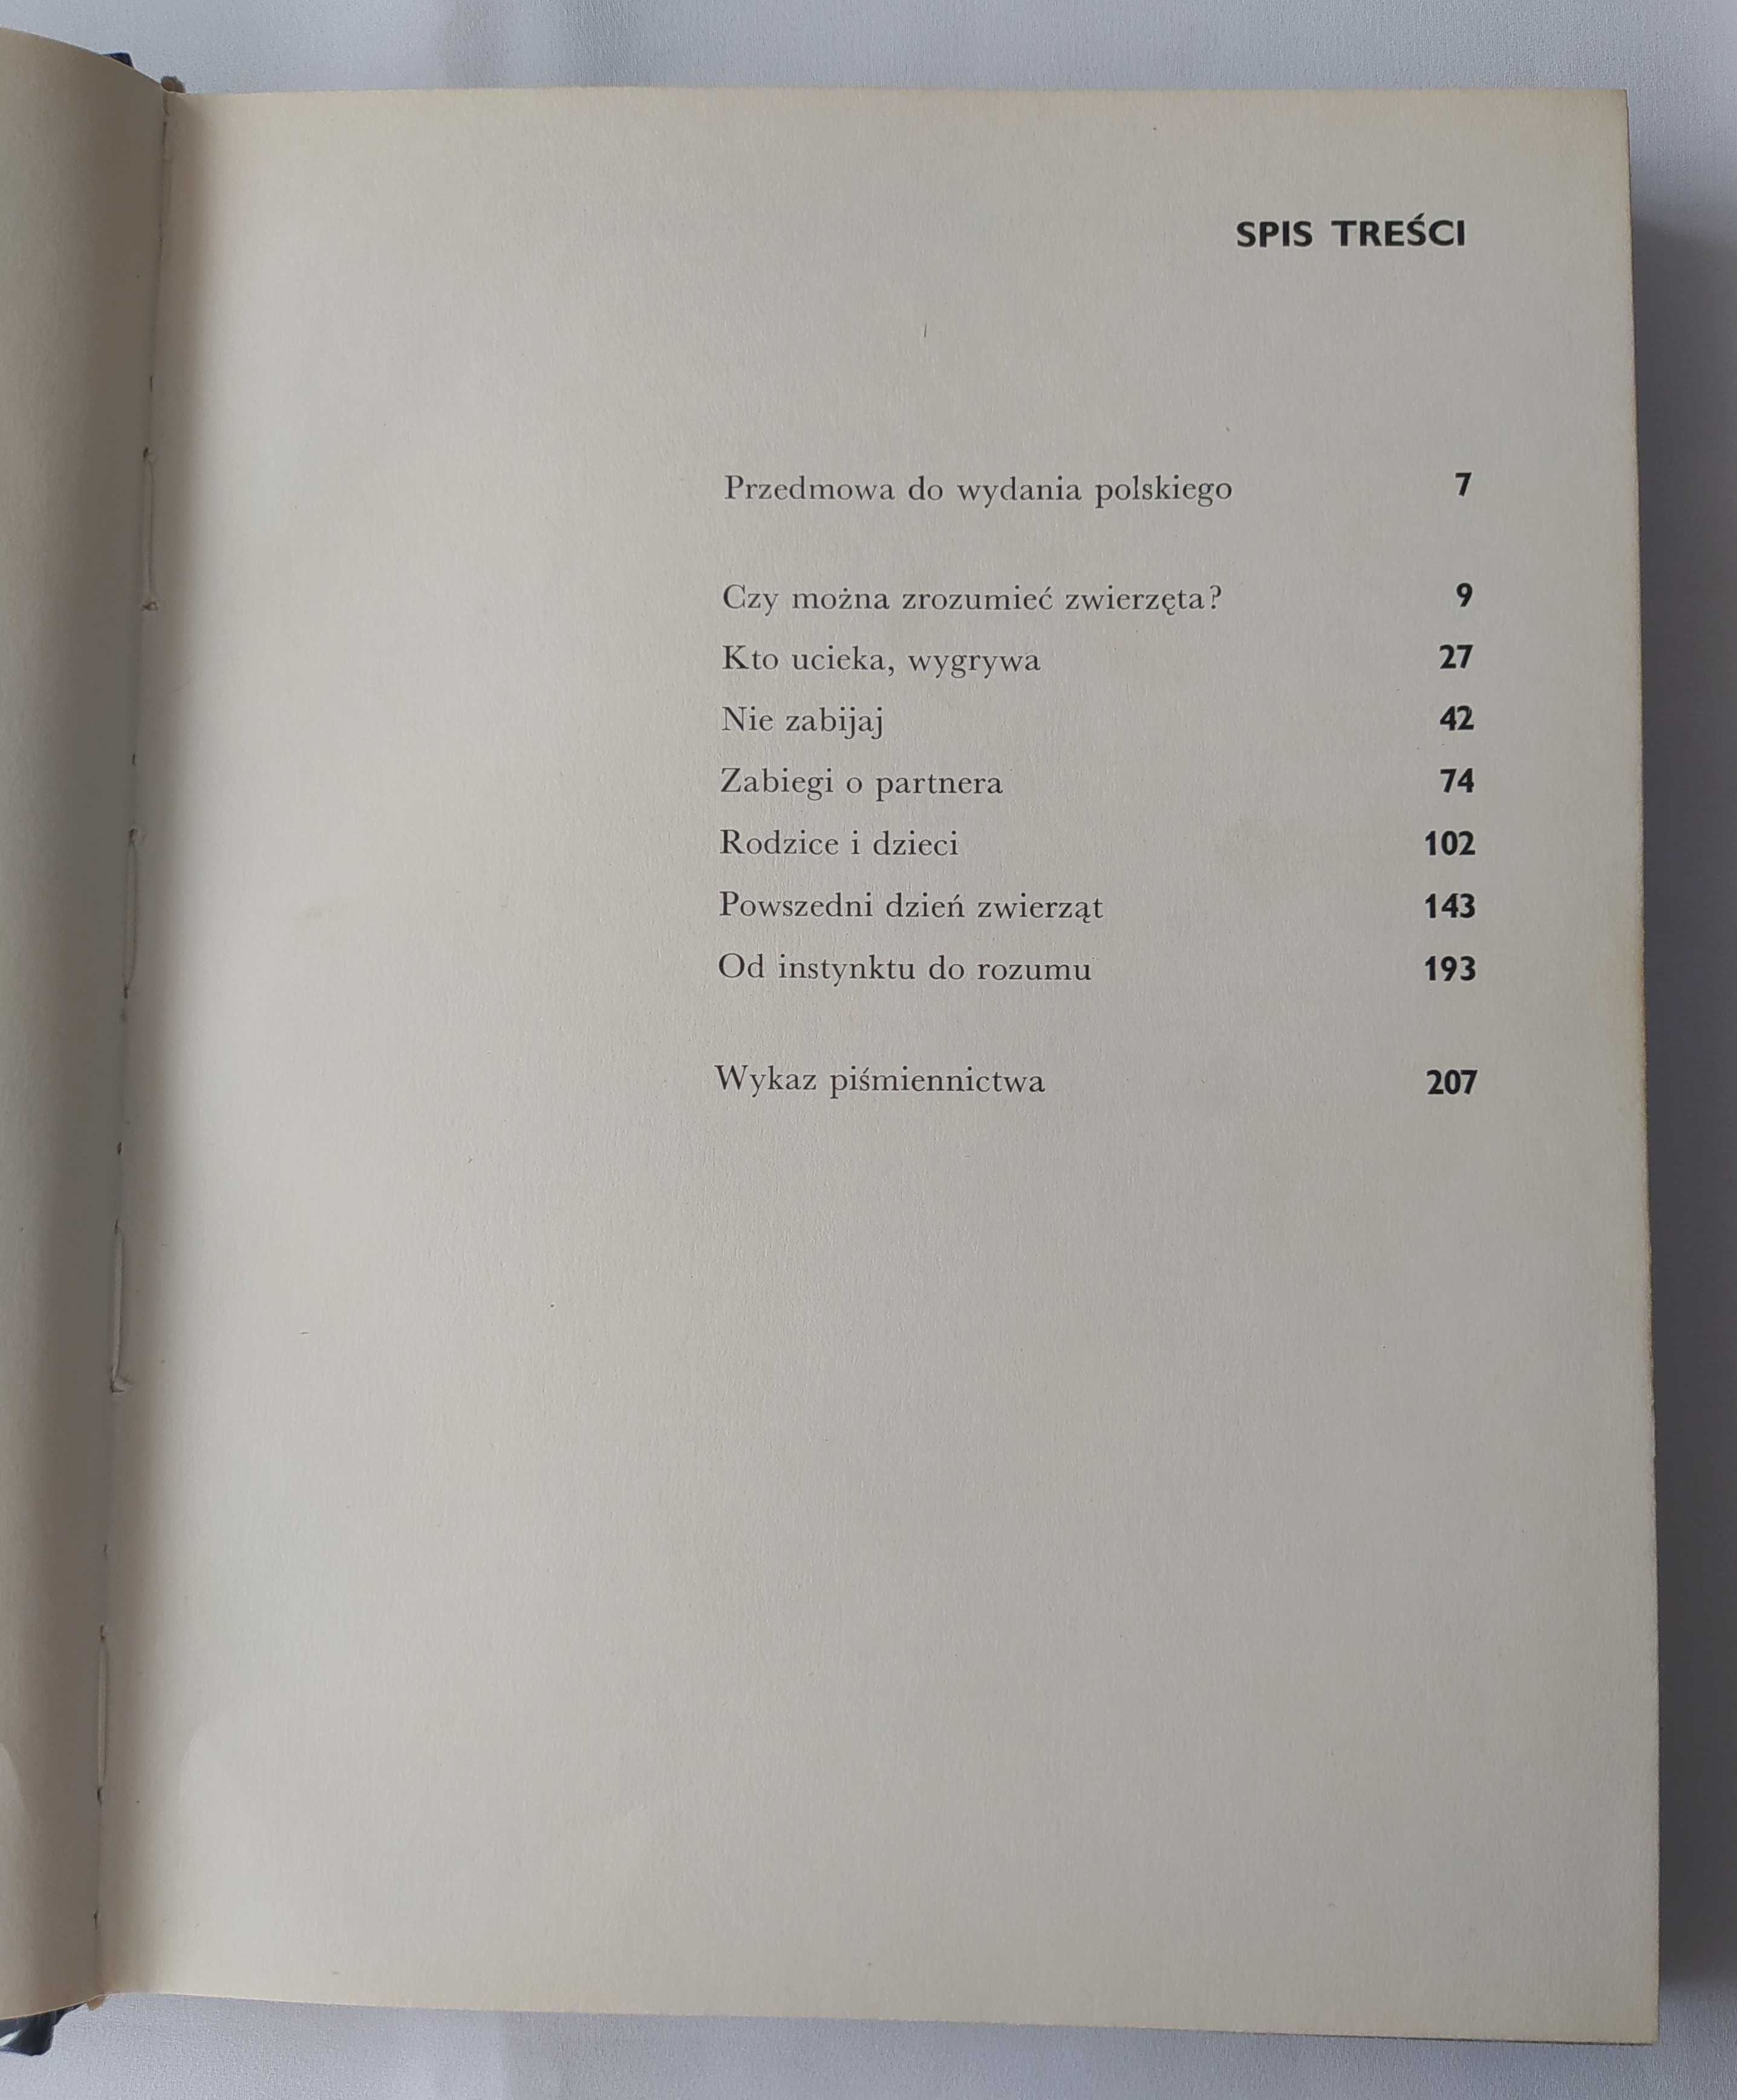 SPIS TREŚCI
Przedmowa do wydania polskiego 7
Czy można zrozumieć zwierzęta? 9
Kto ucieka, wygrywa 27
Nie zabijaj 42
Zabiegi o partnera 74
Rodzice i dzieci 102
Powszedni dzień zwierząt 143
Od instynktu do rozumu 193
Wykaz piśmiennictwa 207